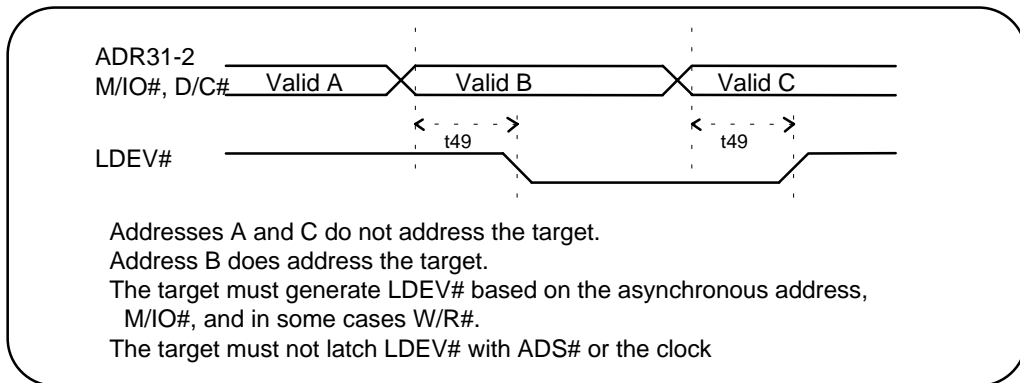 ADR31-2
M/IO#, D/C# Valid A Valid B Valid C
t49 t49
LDEV#
Addresses A and C do not address the target.
Address B does address the target.
The target must generate LDEV# based on the asynchronous address,
M/IO#, and in some cases W/R#.
The target must not latch LDEV# with ADS# or the clock